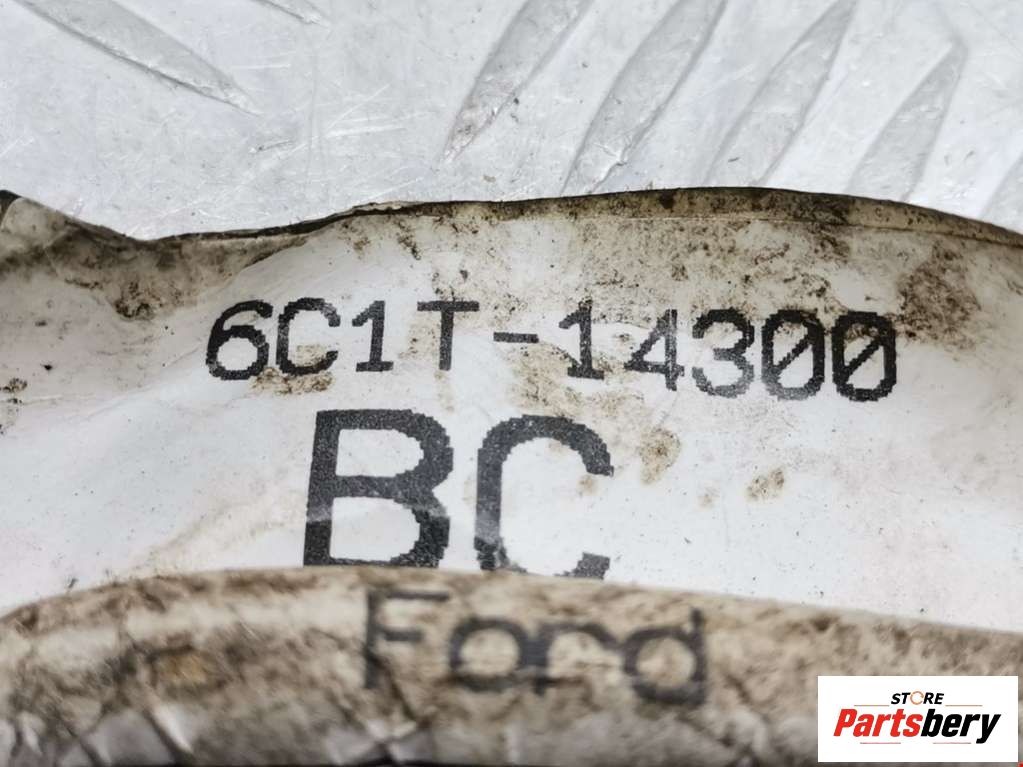 6C1T-14300
BC
Ford
STORE
Partsbery